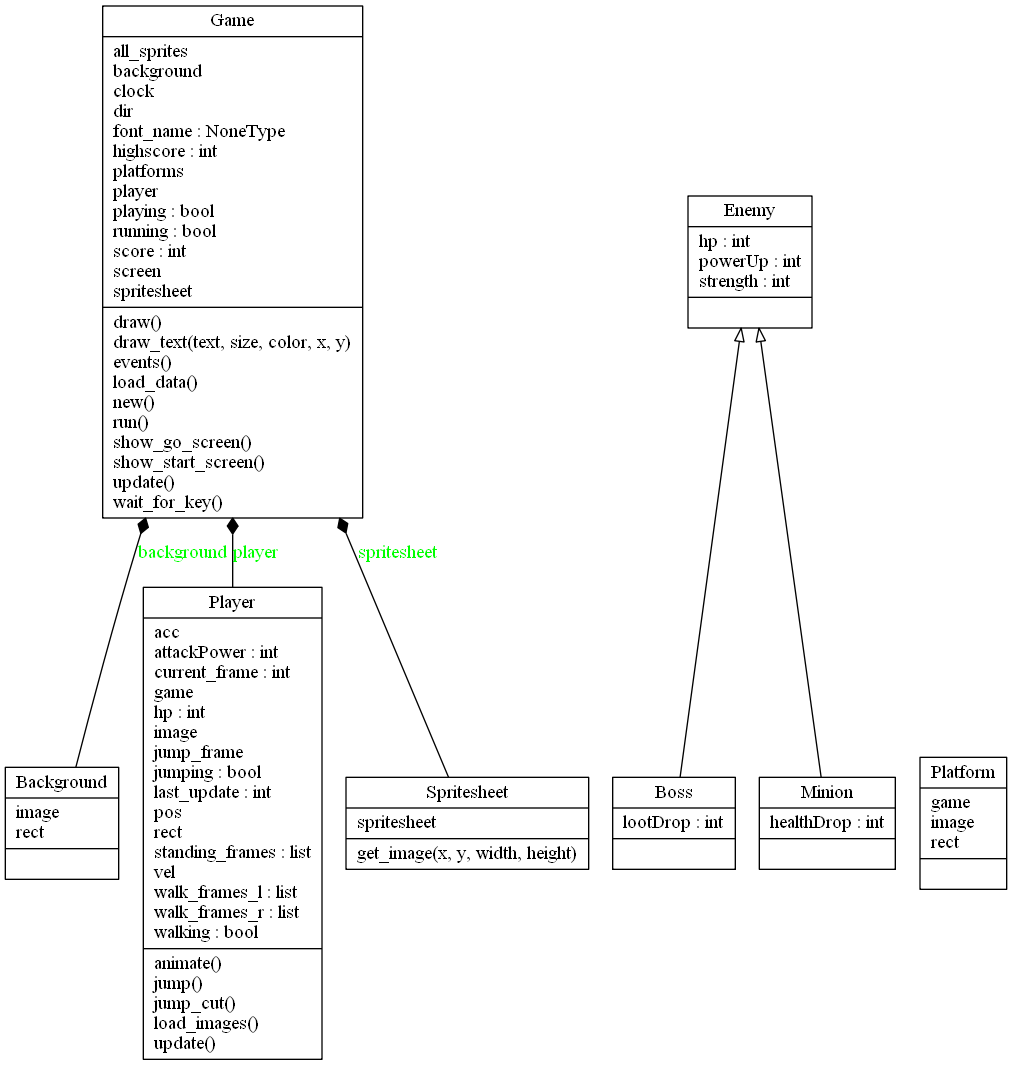 Game
all_sprites
background
clock
dir
font_name : NoneType
highscore : int
platforms
player
playing : bool
running : bool
score : int
screen
spritesheet
draw()
draw_text(text, size, color, x, y)
events()
load_data()
new()
run()
show_go_screen()
show_start_screen()
update()
wait_for_key()
background
player
spritesheet
Background
image
rect
Player
acc
attackPower : int
current_frame : int
game
hp : int
image
jump_frame
jumping : bool
last_update : int
pos
rect
standing_frames : list
vel
walk_frames_l : list
walk_frames_r : list
walking : bool
animate()
jump()
jump_cut()
load_images()
update()
Spritesheet
spritesheet
get_image(x, y, width, height)
Enemy
hp : int
powerUp : int
strength : int
Boss
lootDrop : int
Minion
healthDrop : int
Platform
game
image
rect